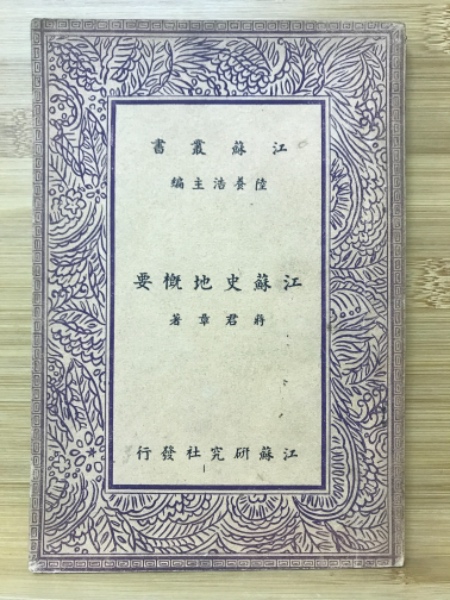 江蘇叢書
陸養浩主編
江蘇史地概要
蔣君章著
江蘇研究社發行